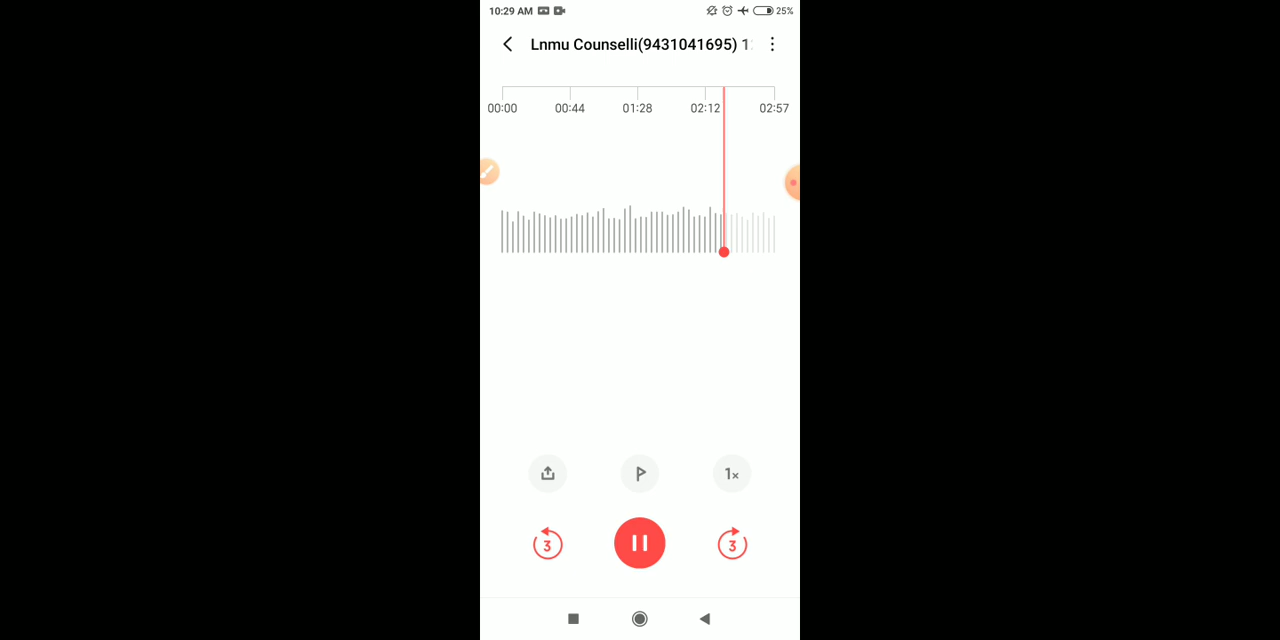 10:29 AM 25%
Lnmu Counselli(9431041695) 1
00:00 00:44 01:28 02:12 02:57
1x
3 3